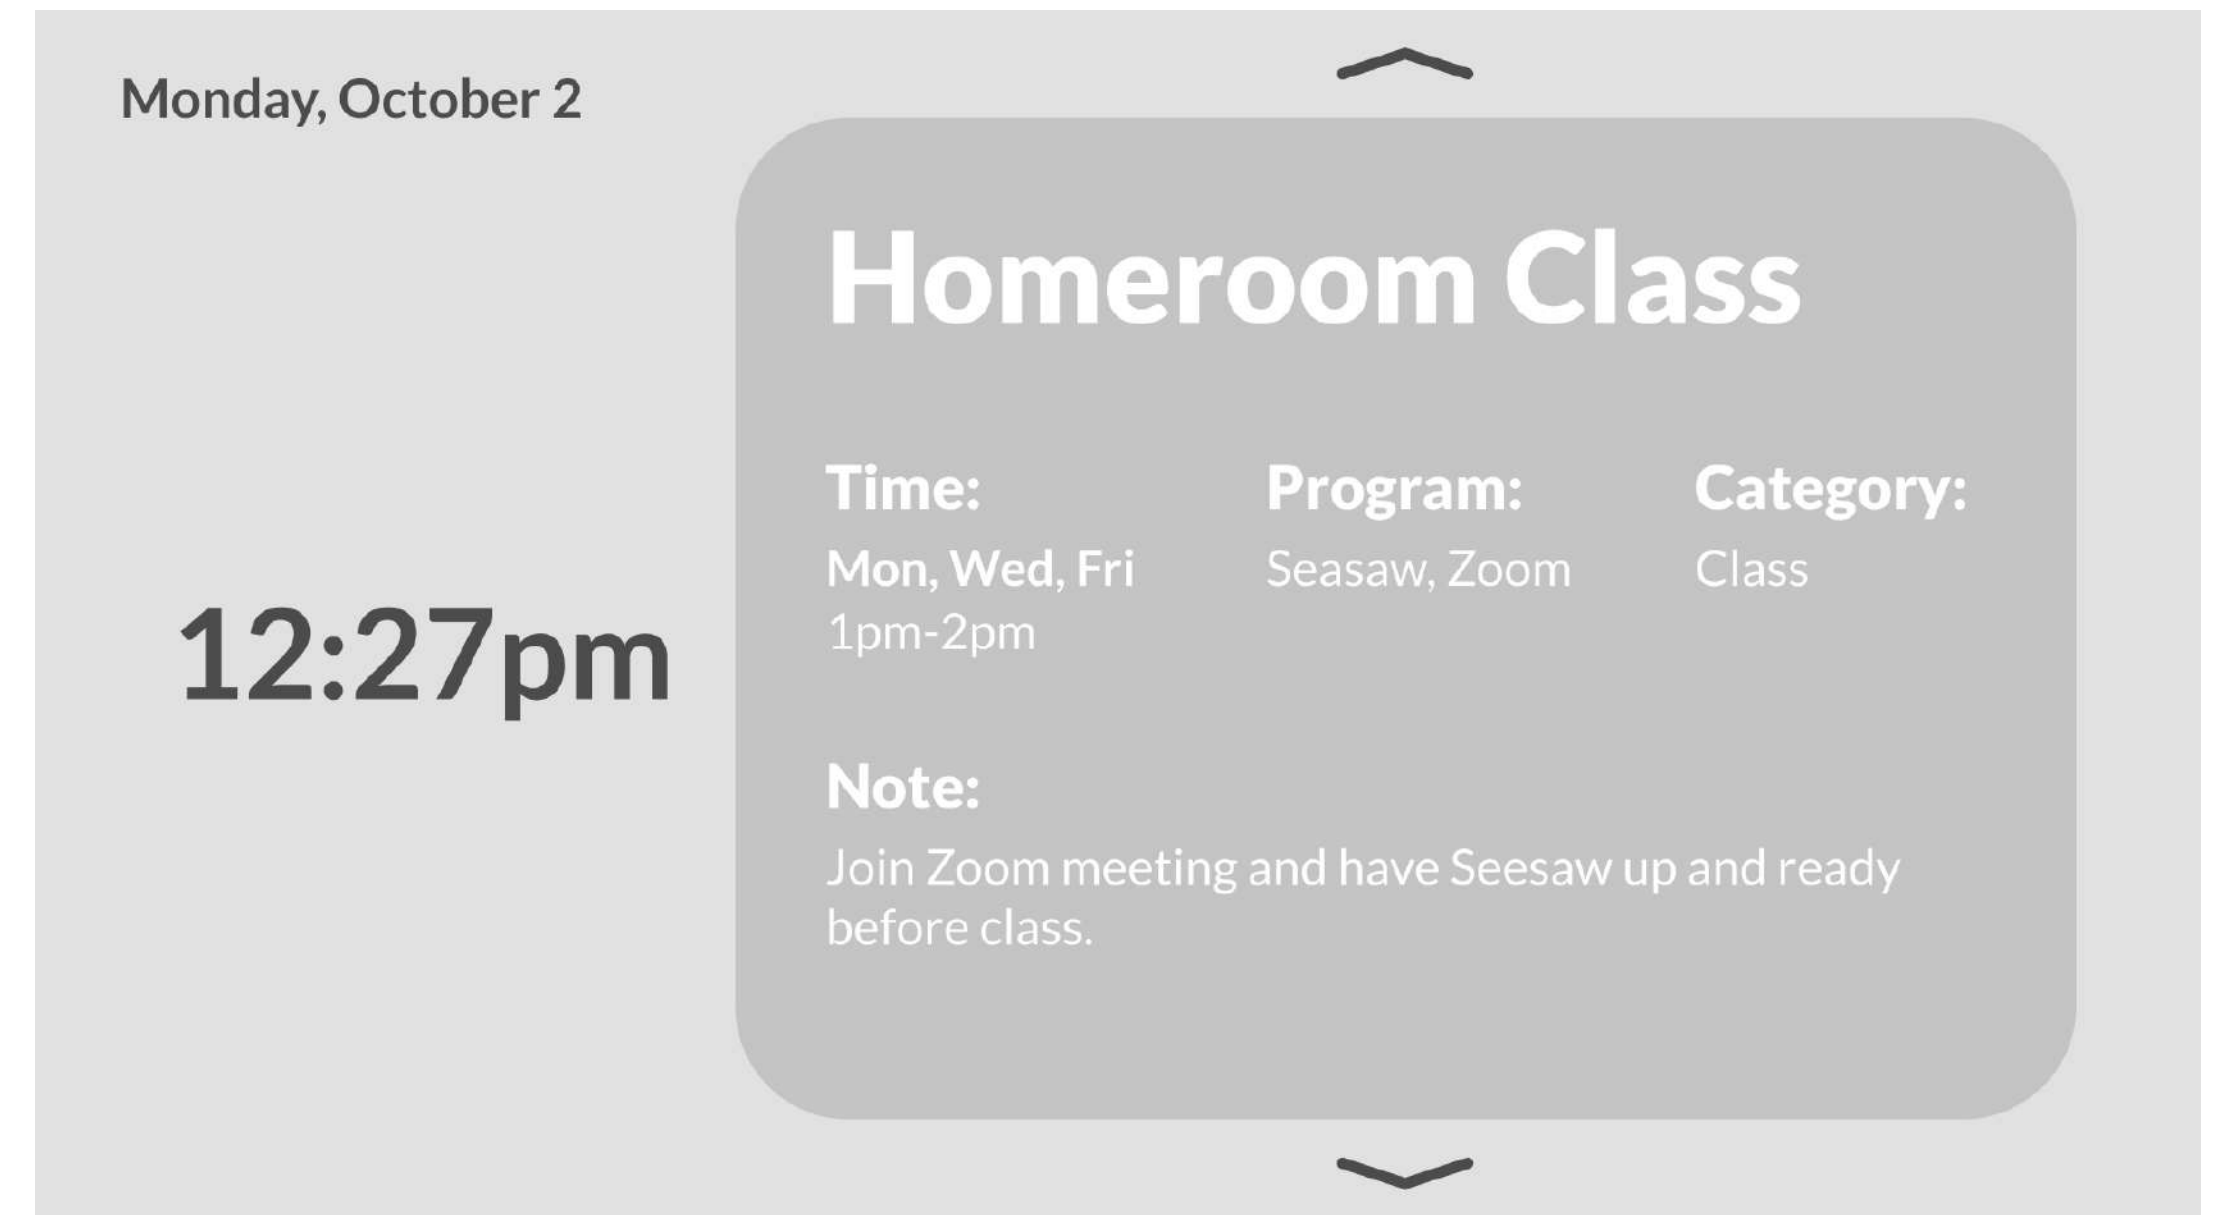 Monday, October 2
12:27pm
Homeroom Class
Time:
Mon, Wed, Fri
1pm-2pm
Program:
Seasaw, Zoom
Category:
Class
Note:
Join Zoom meeting and have Seesaw up and ready
before class.